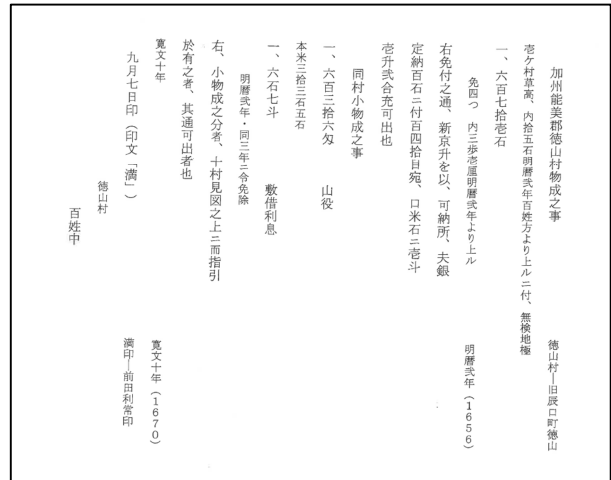 加州能美郡徳山村物成之事
徳山村―旧辰口町徳山
壱ケ村草高、内拾五石明暦弐年百姓方より上ルニ付、無検地極
一、六百七拾壱石
免四つ　内三歩壱厘明暦弐年より上ル
明暦弐年（1656）
右免付之通、新京升を以、可納所、夫銀
定納百石ニ付百四拾目宛、口米石ニ壱斗
壱升弐合充可出也
同村小物成之事
一、六百三拾六匁　山役
本米三拾三石五石
一、六石七斗　敷借利息
明暦弐年・同三年ニ令免除
右、小物成之分者、十村見図之上ニ而指引
於有之者、其通可出者也
寛文十年
寛文十年（1670）
九月七日印（印文「満」）
満印―前田利常印
徳山村
百姓中